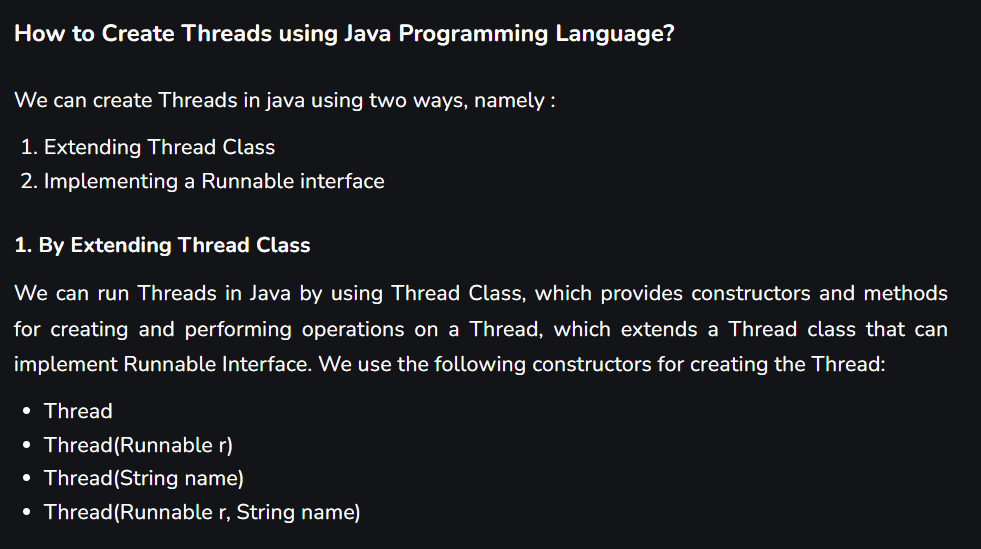 How to Create Threads using Java Programming Language?
We can create Threads in java using two ways, namely :
1. Extending Thread Class
2. Implementing a Runnable interface
1. By Extending Thread Class
We can run Threads in Java by using Thread Class, which provides constructors and methods
for creating and performing operations on a Thread, which extends a Thread class that can
implement Runnable Interface. We use the following constructors for creating the Thread:
• Thread
• Thread(Runnable r)
• Thread(String name)
• Thread(Runnable r, String name)